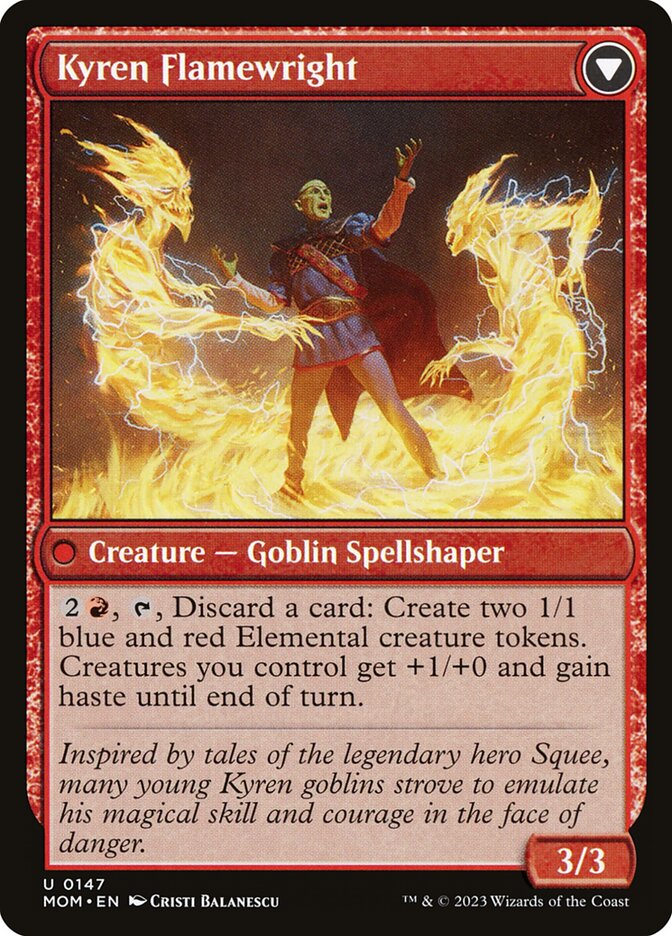 Kyren Flamewright
Creature — Goblin Spellshaper
2, , Discard a card: Create two 1/1
blue and red Elemental creature tokens.
Creatures you control get +1/+0 and gain
haste until end of turn.
Inspired by tales of the legendary hero Squee,
many young Kyren goblins strove to emulate
his magical skill and courage in the face of
danger.
3/3
U 0147
MOM • EN CRISTI BALANESCU
™ & © 2023 Wizards of the Coast